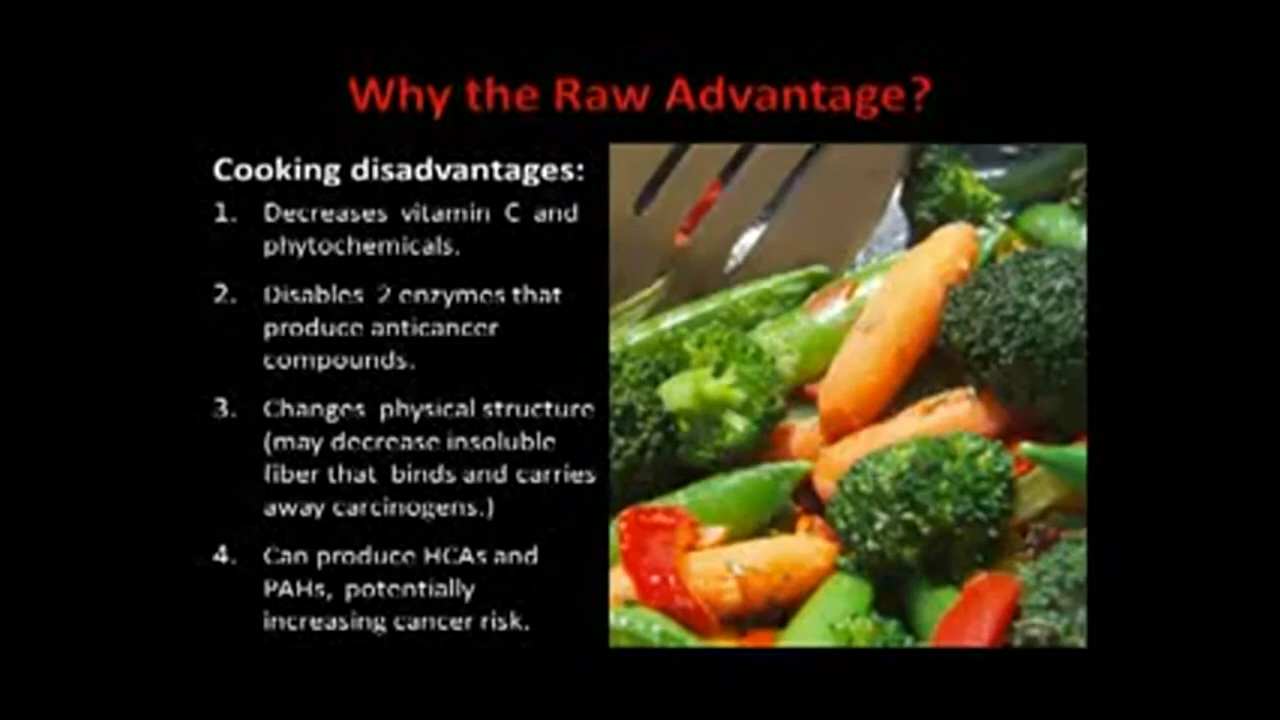 Why the Raw Advantage?
Cooking disadvantages:
1. Decreases vitamin C and
phytochemicals.
2. Disables 2 enzymes that
produce anticancer
compounds.
3. Changes physical structure
(may decrease insoluble
fiber that binds and carries
away carcinogens.)
4. Can produce HCAs and
PAHs, potentially
increasing cancer risk.